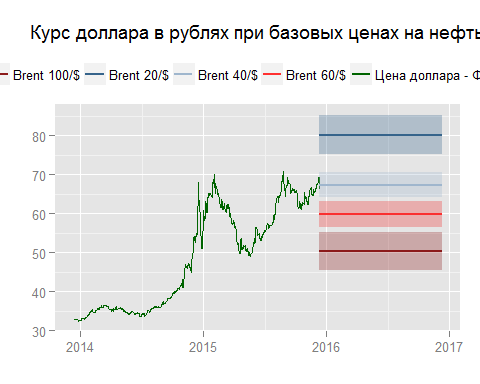 Курс доллара в рублях при базовых ценах на нефть
Brent 100/$ Brent 20/$ Brent 40/$ Brent 60/$ Цена доллара - Ф
80
70
60
50
40
30
2014 2015 2016 2017